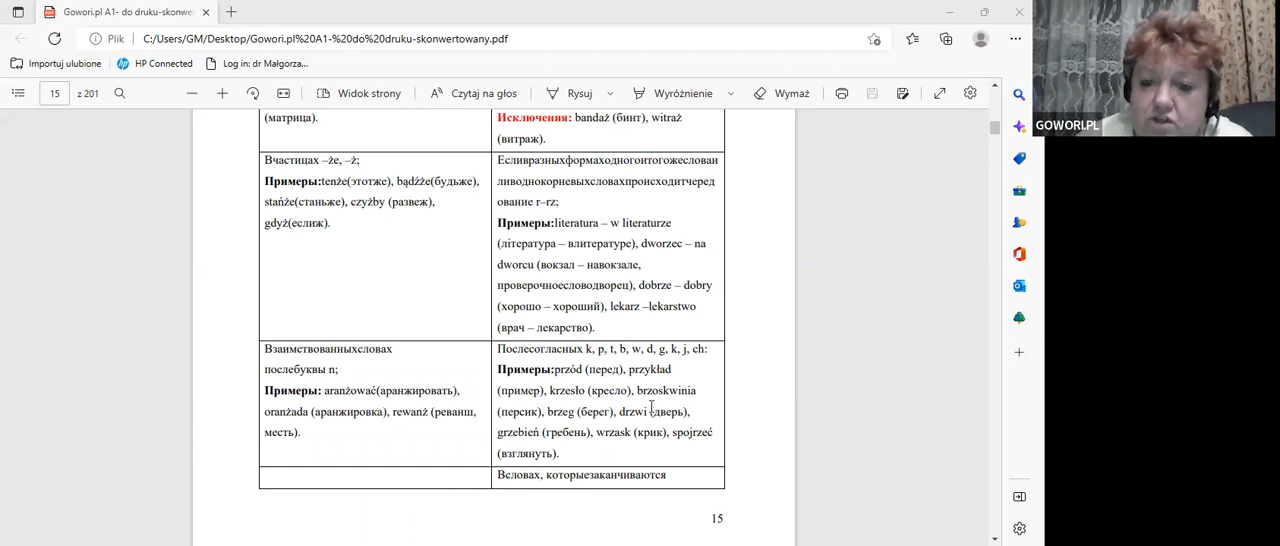 Gowori.pl A1- do druku-skonwer
Plik
C:/Users/GM/Desktop/Gowori.pl%20A1-%20do%20druku-skonwertowany.pdf
Importuj ulubione
HP Connected
Log in: dr Małgorza...
15
z 201
Widok strony
Czytaj na głos
Rysuj
Wyróżnienie
Wymaż
GOWORI.PL
(матрица).
Исключения: bandaż (бинт), witraż
(витраж).
Вчастицах –że, –ż;
Примеры:tenże(этотже), bądźże(будьже),
stańże(станьже), czyżby (развеж),
gdyż(еслиж).
Есливразныхформаходногоитогожесловаи
ливоднокорневыхсловахпроисходитчеред
ование r–rz;
Примеры:literatura – w literaturze
(література – влитературе), dworzec – na
dworcu (вокзал – навокзале,
проверочноесловодворец), dobrze – dobry
(хорошо – хороший), lekarz –lekarstwo
(врач – лекарство).
Взаимствованныхсловах
послебуквы n;
Примеры: aranżować(аранжировать),
oranżada (аранжировка), rewanż (реванш,
месть).
Послесогласных k, p, t, b, w, d, g, k, j, ch:
Примеры:przód (перед), przykład
(пример), krzesło (кресло), brzoskwinia
(персик), brzeg (берег), drzwi (дверь),
grzebień (гребень), wrzask (крик), spojrzeć
(взглянуть).
Всловах, которыезаканчиваются
15